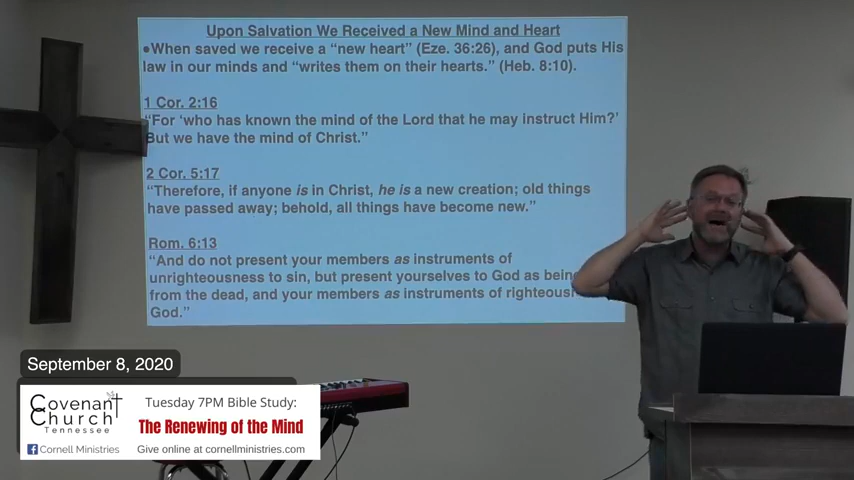 Upon Salvation We Received a New Mind and Heart
●When saved we receive a “new heart” (Eze. 36:26), and God puts His
law in our minds and “writes them on their hearts.” (Heb. 8:10).
1 Cor. 2:16
“For ‘who has known the mind of the Lord that he may instruct Him?’
But we have the mind of Christ.”
2 Cor. 5:17
“Therefore, if anyone is in Christ, he is a new creation; old things
have passed away; behold, all things have become new.”
Rom. 6:13
“And do not present your members as instruments of
unrighteousness to sin, but present yourselves to God as being
from the dead, and your members as instruments of
God.”
September 8, 2020
Covenant
Church
Tennessee
Cornell Ministries
Tuesday 7PM Bible Study:
The Renewing of the Mind
Give online at cornellministries.com